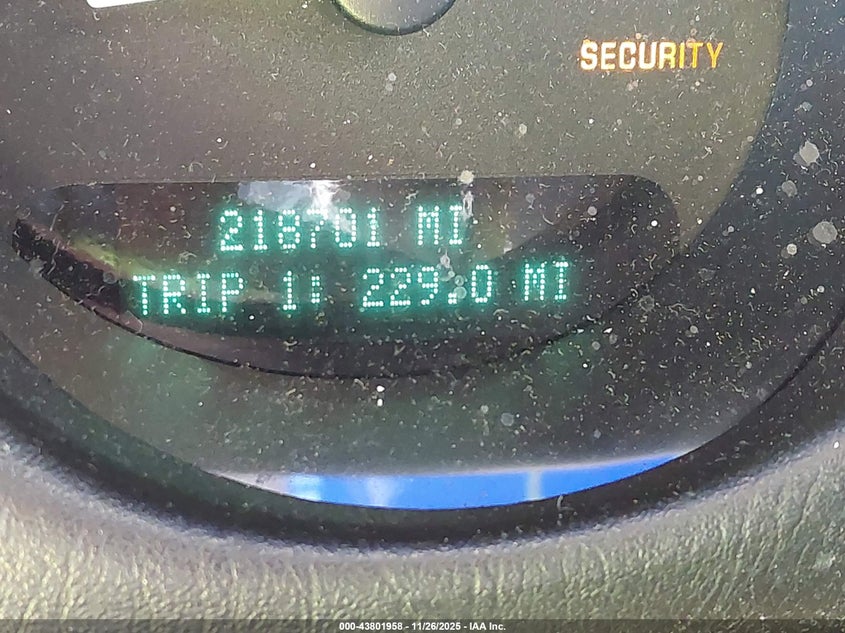 SECURITY
218701 MI
TRIP 1: 229.0 MI
000-43801958 - 11/26/2025 - IAA Inc.